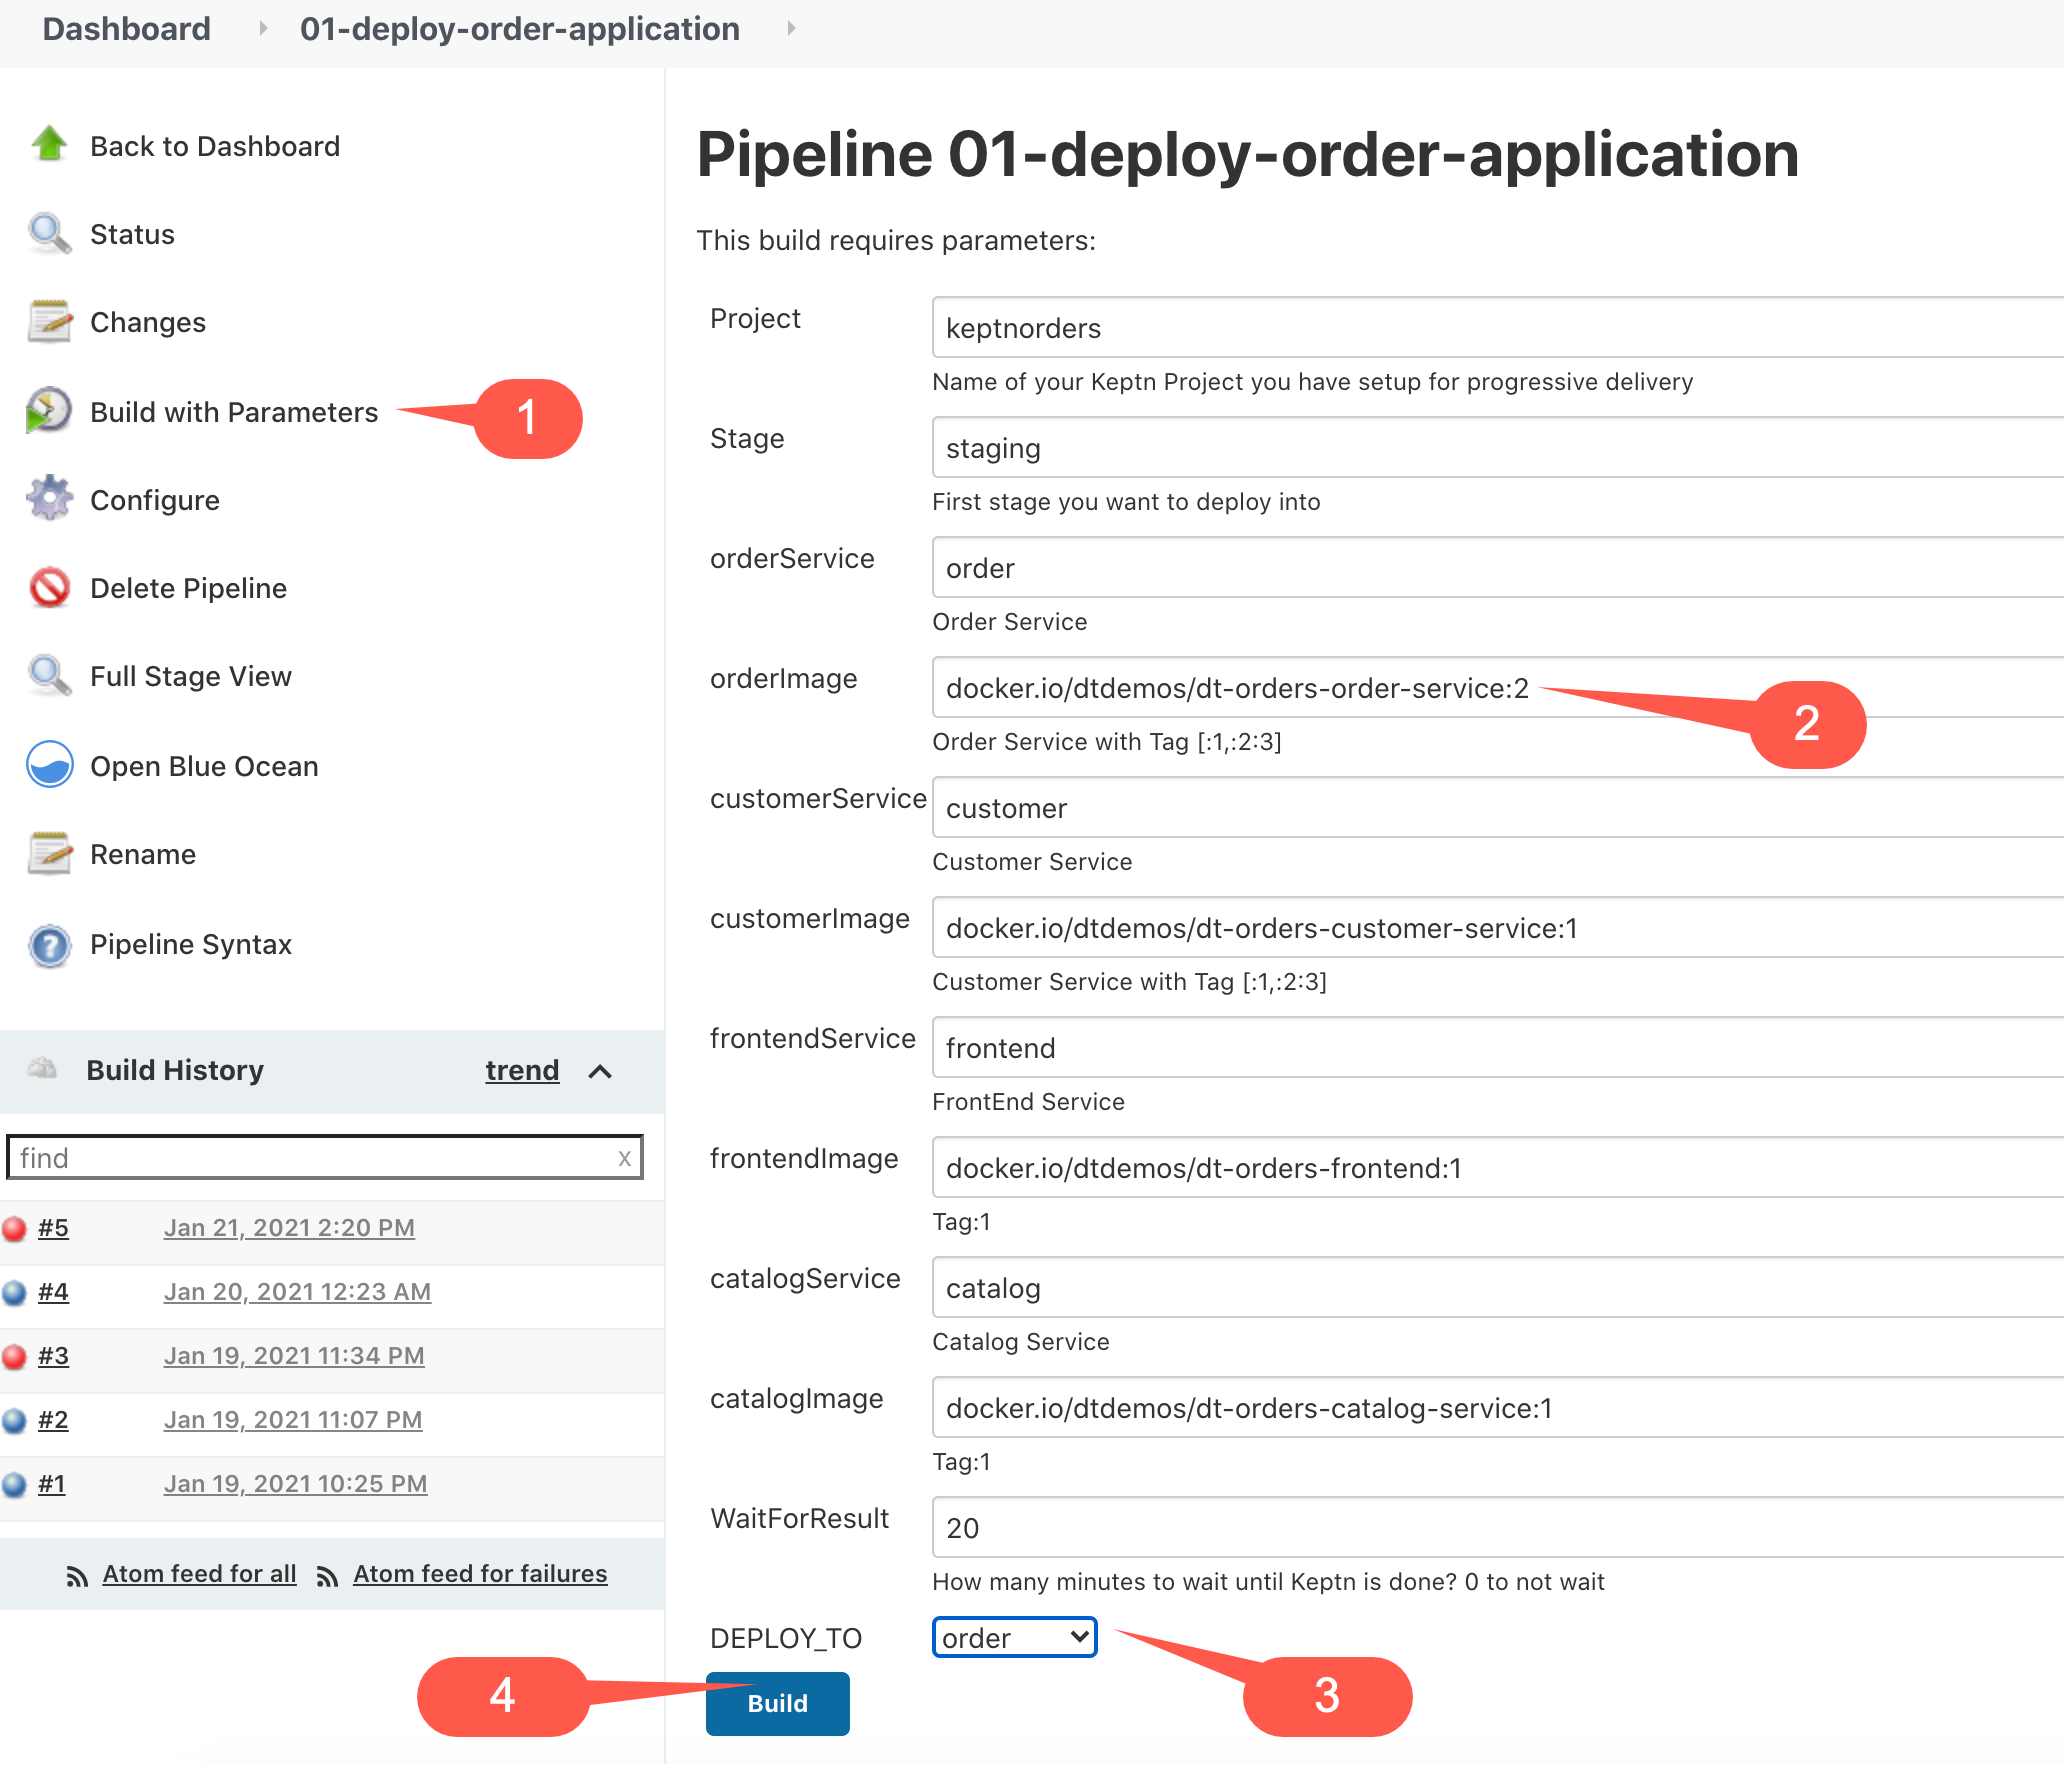 Dashboard 01-deploy-order-application
Back to Dashboard
Status
Changes
Build with Parameters
1
Configure
Delete Pipeline
Full Stage View
Open Blue Ocean
Rename
Pipeline Syntax
Build History trend
find x
#5 Jan 21, 2021 2:20 PM
#4 Jan 20, 2021 12:23 AM
#3 Jan 19, 2021 11:34 PM
#2 Jan 19, 2021 11:07 PM
#1 Jan 19, 2021 10:25 PM
Atom feed for all Atom feed for failures
Pipeline 01-deploy-order-application
This build requires parameters:
Project keptnorders
Name of your Keptn Project you have setup for progressive delivery
Stage staging
First stage you want to deploy into
orderService order
Order Service
orderImage docker.io/dtdemos/dt-orders-order-service:2
2
Order Service with Tag [:1,:2:3]
customerService customer
Customer Service
customerImage docker.io/dtdemos/dt-orders-customer-service:1
Customer Service with Tag [:1,:2:3]
frontendService frontend
FrontEnd Service
frontendImage docker.io/dtdemos/dt-orders-frontend:1
Tag:1
catalogService catalog
Catalog Service
catalogImage docker.io/dtdemos/dt-orders-catalog-service:1
Tag:1
WaitForResult 20
How many minutes to wait until Keptn is done? 0 to not wait
DEPLOY_TO order
3
4
Build